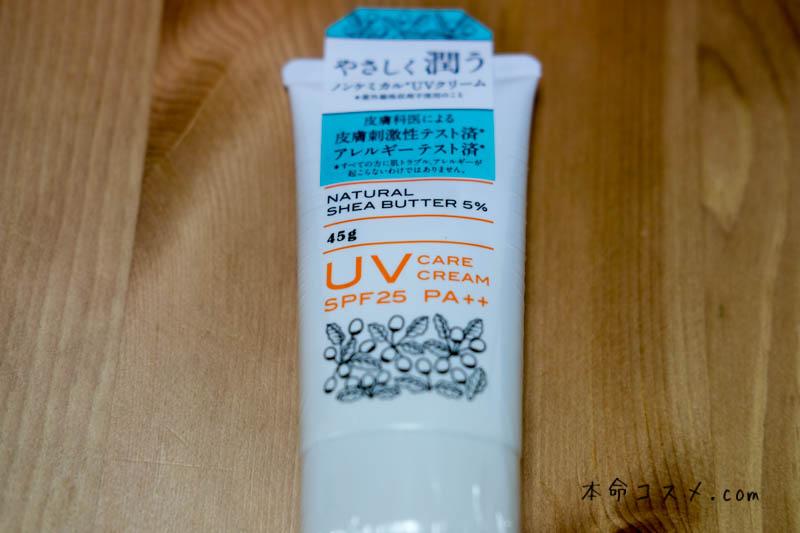 やさしく潤う
ノンケミカル*UVクリーム
*紫外線吸収剤不使用のこと
皮膚科医による
皮膚刺激性テスト済*
アレルギーテスト済*
*すべての方に肌トラブル、アレルギーが
起こらないわけではありません。
NATURAL
SHEA BUTTER 5%
45g
UV CARE
CREAM
SPF25 PA++
本命コスメ.com